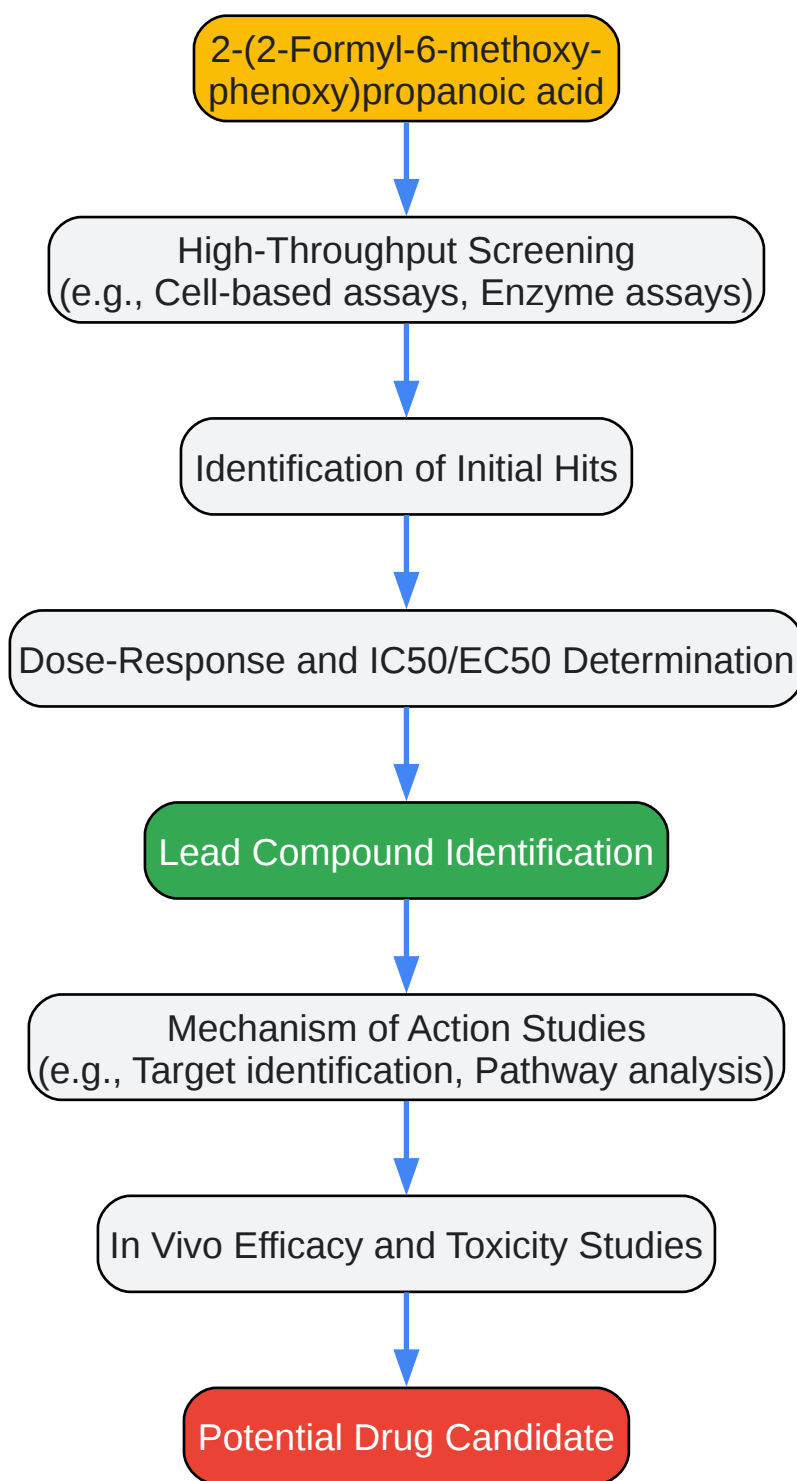 2-(2-Formyl-6-methoxy-
phenoxy)propanoic acid
High-Throughput Screening
(e.g., Cell-based assays, Enzyme assays)
Identification of Initial Hits
Dose-Response and IC50/EC50 Determination
Lead Compound Identification
Mechanism of Action Studies
(e.g., Target identification, Pathway analysis)
In Vivo Efficacy and Toxicity Studies
Potential Drug Candidate